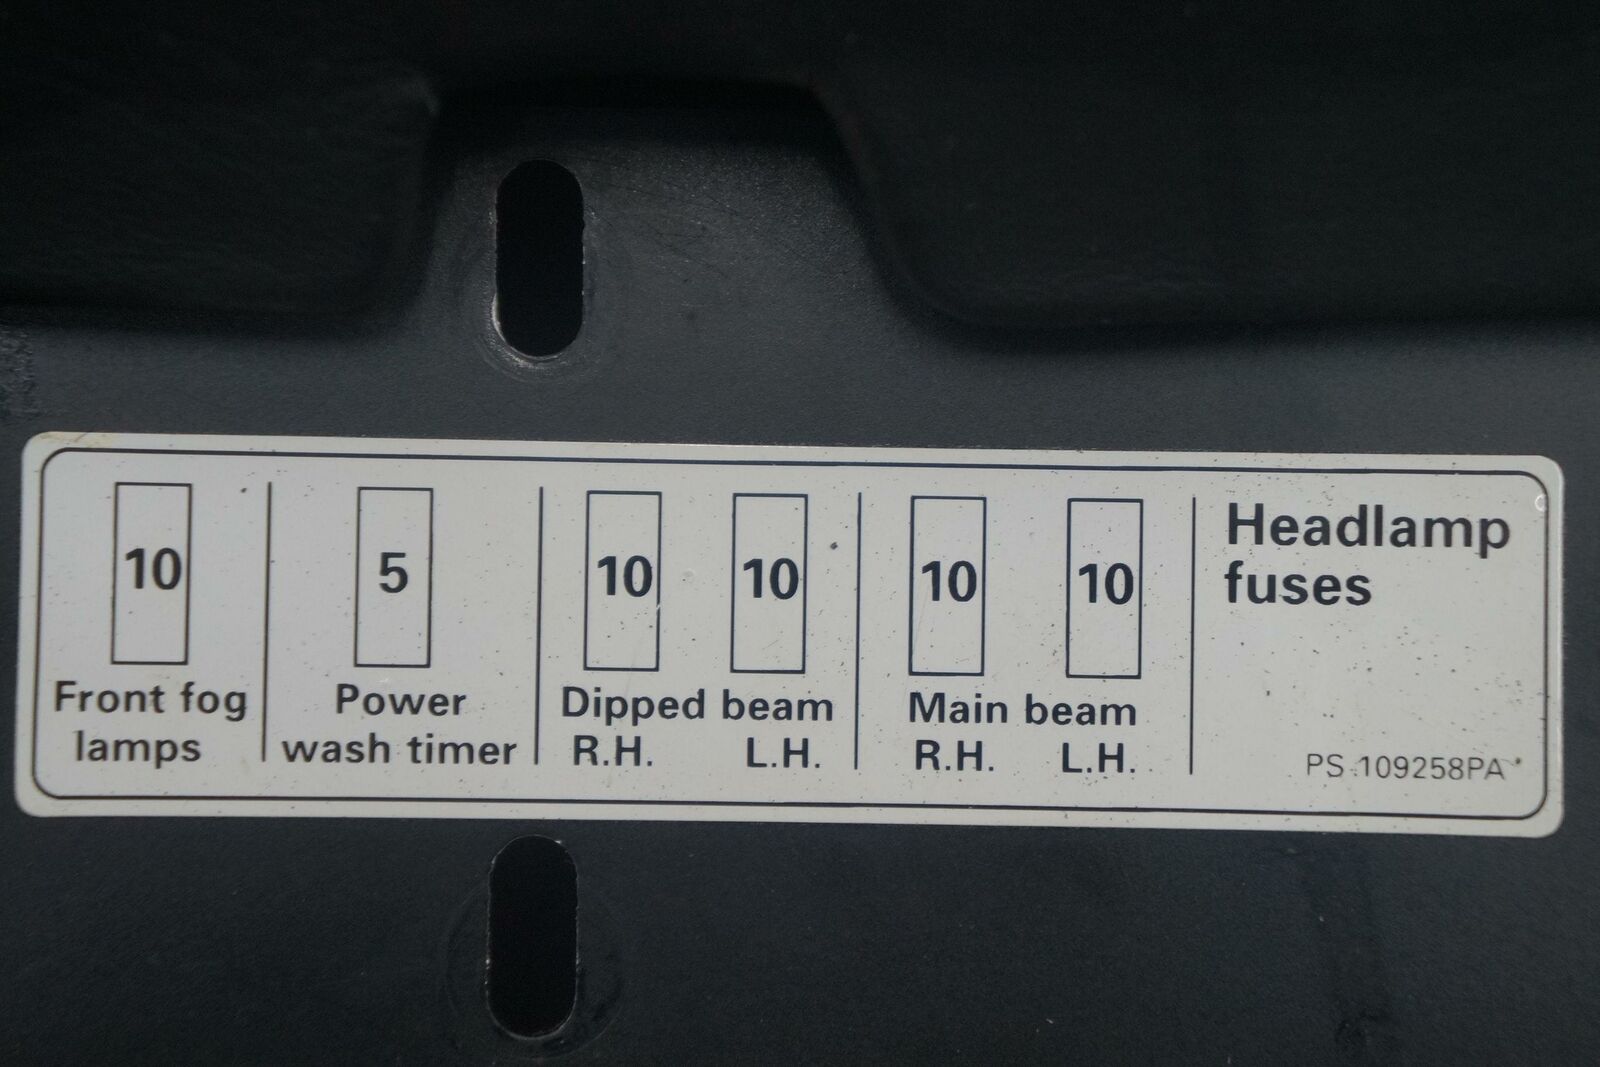 10
Front fog
lamps
5
Power
wash timer
10 10
Dipped beam
R.H. L.H.
10 10
Main beam
R.H. L.H.
Headlamp
fuses
PS 109258PA